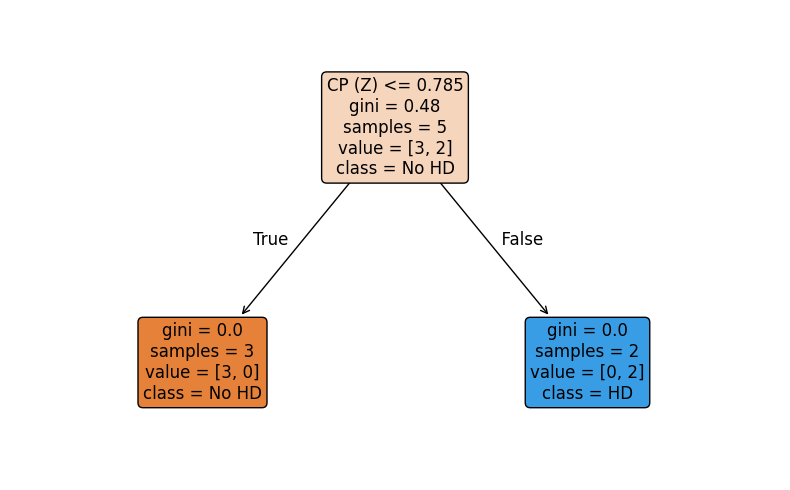 CP (Z) <= 0.785
gini = 0.48
samples = 5
value = [3, 2]
class = No HD
True
False
gini = 0.0
samples = 3
value = [3, 0]
class = No HD
gini = 0.0
samples = 2
value = [0, 2]
class = HD